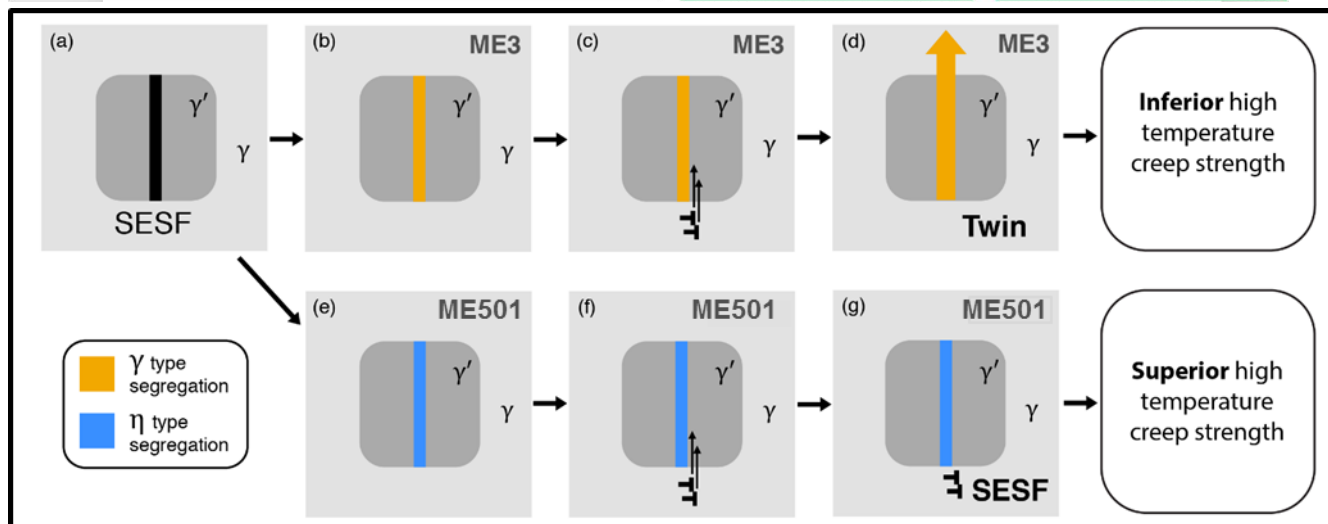 (a)
γ′
γ
SESF
(b)
ME3
γ′
γ
(c)
ME3
γ′
γ
(d)
ME3
γ′
γ
Twin
Inferior high
temperature
creep strength
γ type
segregation
η type
segregation
(e)
ME501
γ′
γ
(f)
ME501
γ′
γ
(g)
ME501
γ′
γ
SESF
Superior high
temperature
creep strength